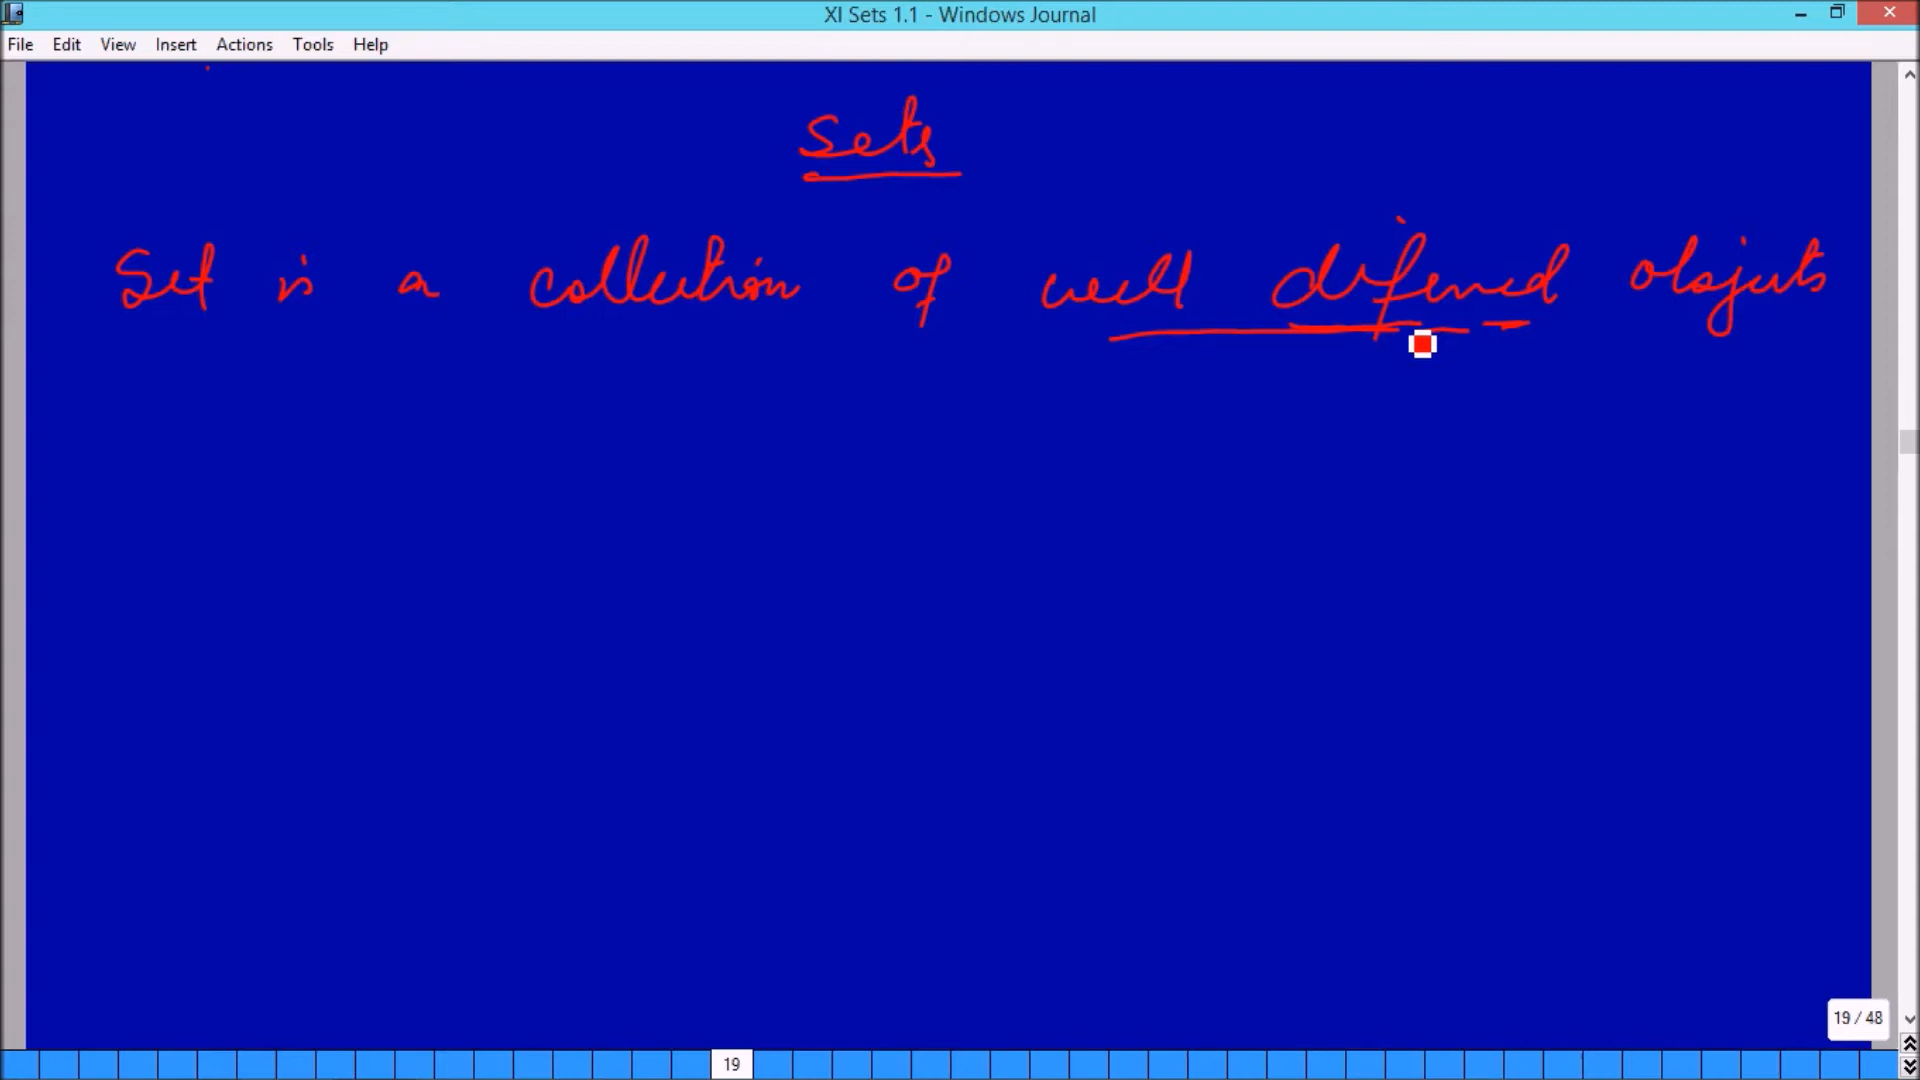 XI Sets 1.1 - Windows Journal
File Edit View Insert Actions Tools Help
Sets
Set is a collection of well defined objects
19 / 48
19